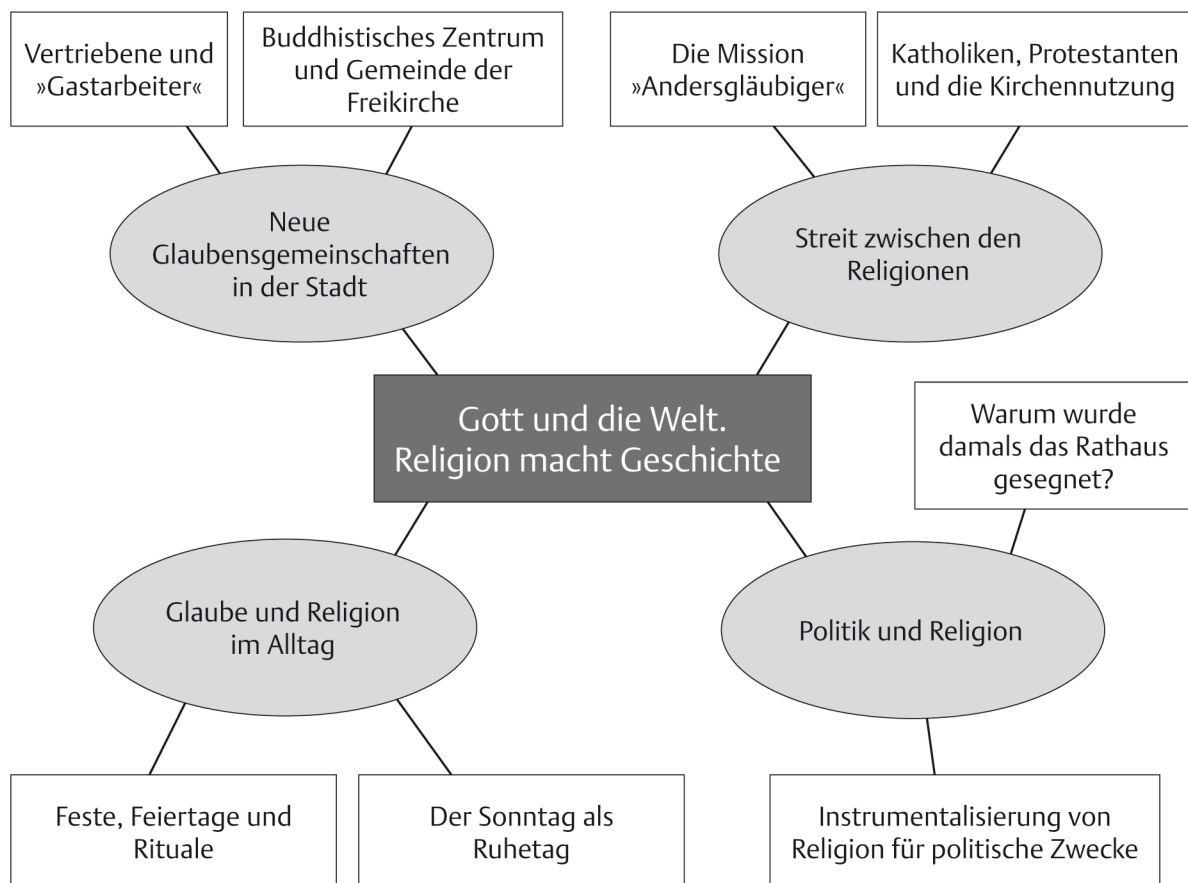 Vertriebene und
»Gastarbeiter«
Buddhistisches Zentrum
und Gemeinde der
Freikirche
Die Mission
»Andersgläubiger«
Katholiken, Protestanten
und die Kirchennutzung
Neue
Glaubensgemeinschaften
in der Stadt
Streit zwischen den
Religionen
Gott und die Welt.
Religion macht Geschichte
Warum wurde
damals das Rathaus
gesegnet?
Glaube und Religion
im Alltag
Politik und Religion
Feste, Feiertage und
Rituale
Der Sonntag als
Ruhetag
Instrumentalisierung von
Religion für politische Zwecke